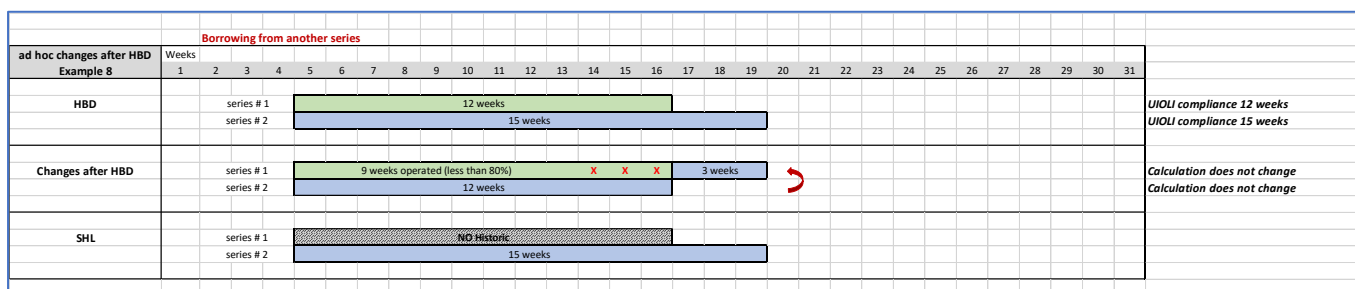 Borrowing from another series
ad hoc changes after HBD Weeks
Example 8 1 2 3 4 5 6 7 8 9 10 11 12 13 14 15 16 17 18 19 20 21 22 23 24 25 26 27 28 29 30 31
HBD series # 1 12 weeks UIOLI compliance 12 weeks
series # 2 15 weeks UIOLI compliance 15 weeks
Changes after HBD series # 1 9 weeks operated (less than 80%) X X X 3 weeks Calculation does not change
series # 2 12 weeks Calculation does not change
SHL series # 1 NO Historic
series # 2 15 weeks